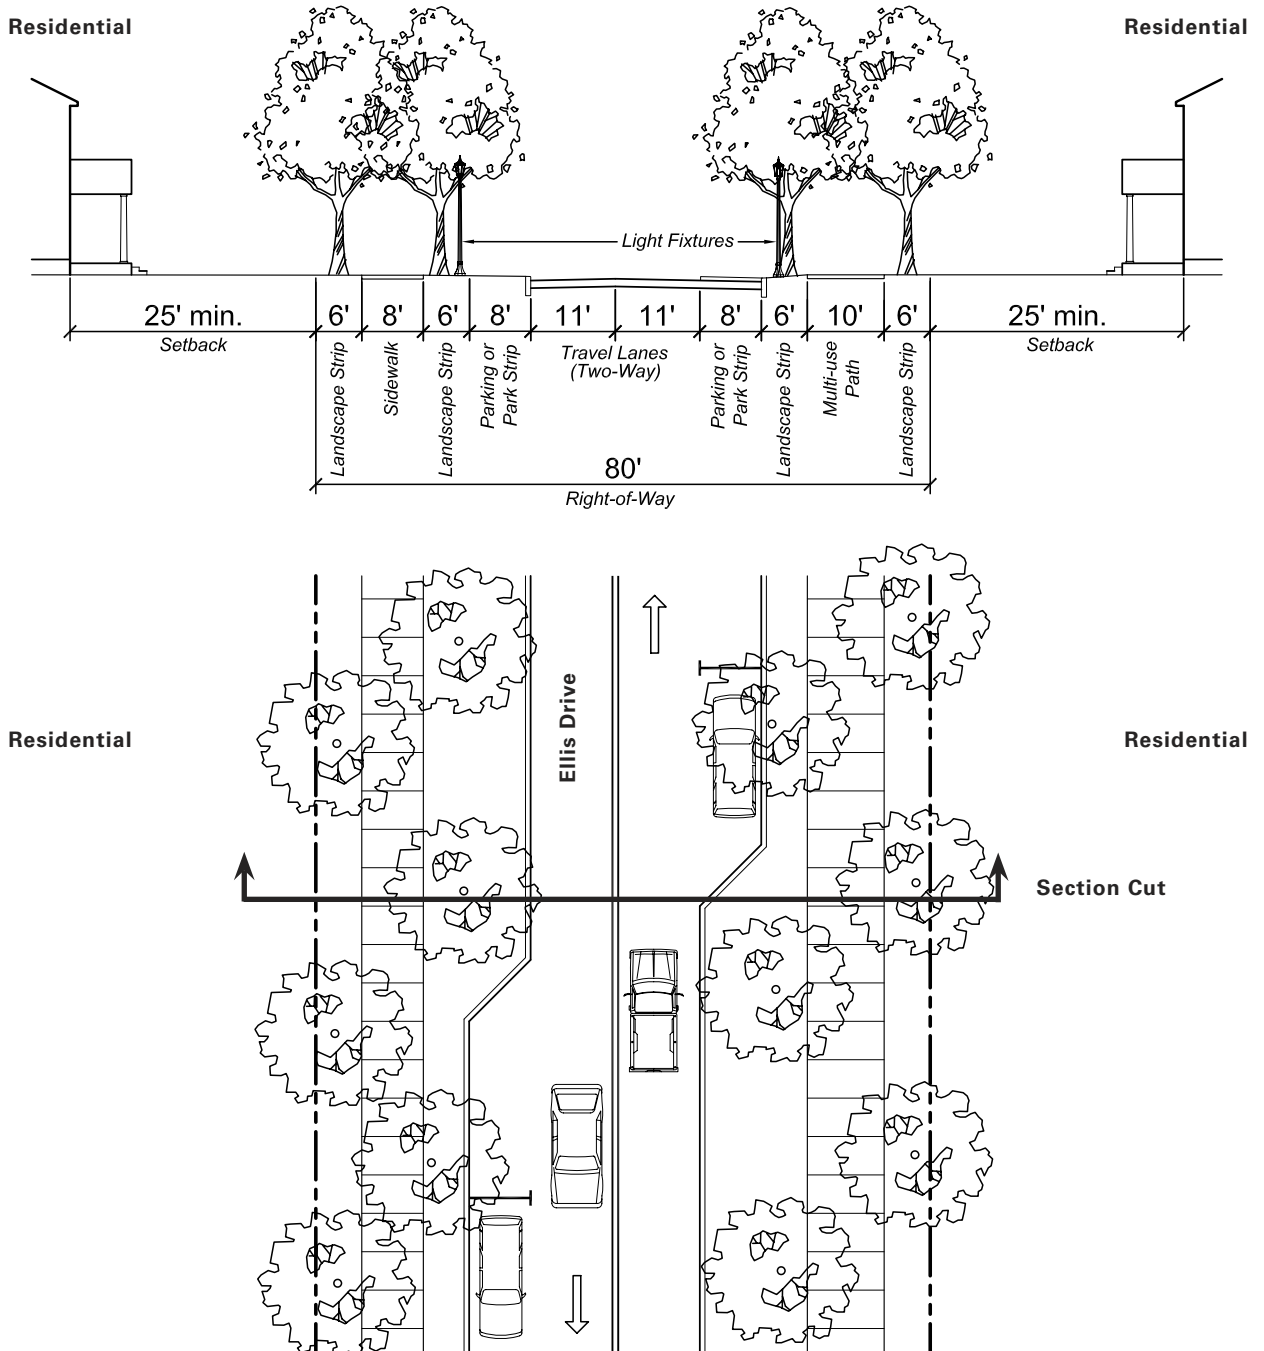 Residential
Residential
Light Fixtures
25' min.
6'
8'
6'
8'
11'
11'
8'
6'
10'
6'
25' min.
Setback
Landscape Strip
Sidewalk
Landscape Strip
Parking or
Park Strip
Travel Lanes
(Two-Way)
Parking or
Park Strip
Landscape Strip
Multi-use
Path
Landscape Strip
Setback
80'
Right-of-Way
Ellis Drive
Residential
Residential
Section Cut